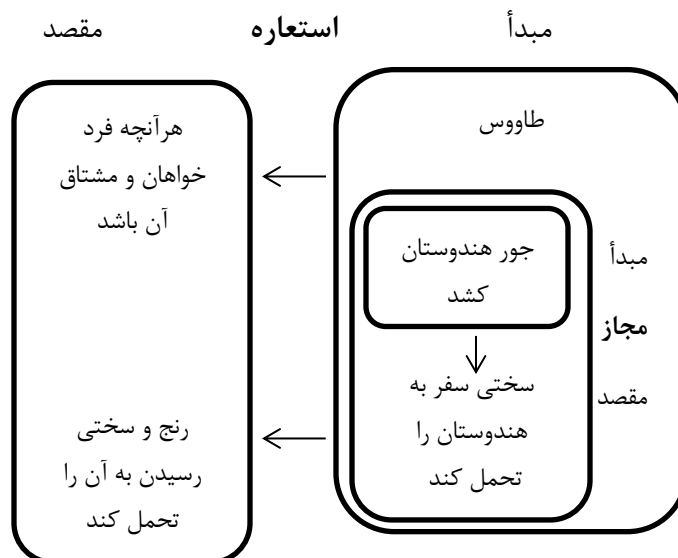 مبدأ استعاره مقصد
طاووس
جور هندوستان
کشد
سختی سفر به
هندوستان را
تحمل کند
مبدأ
مجاز
مقصد
هرآنچه فرد
خواهان و مشتاق
آن باشد
رنج و سختی
رسیدن به آن را
تحمل کند